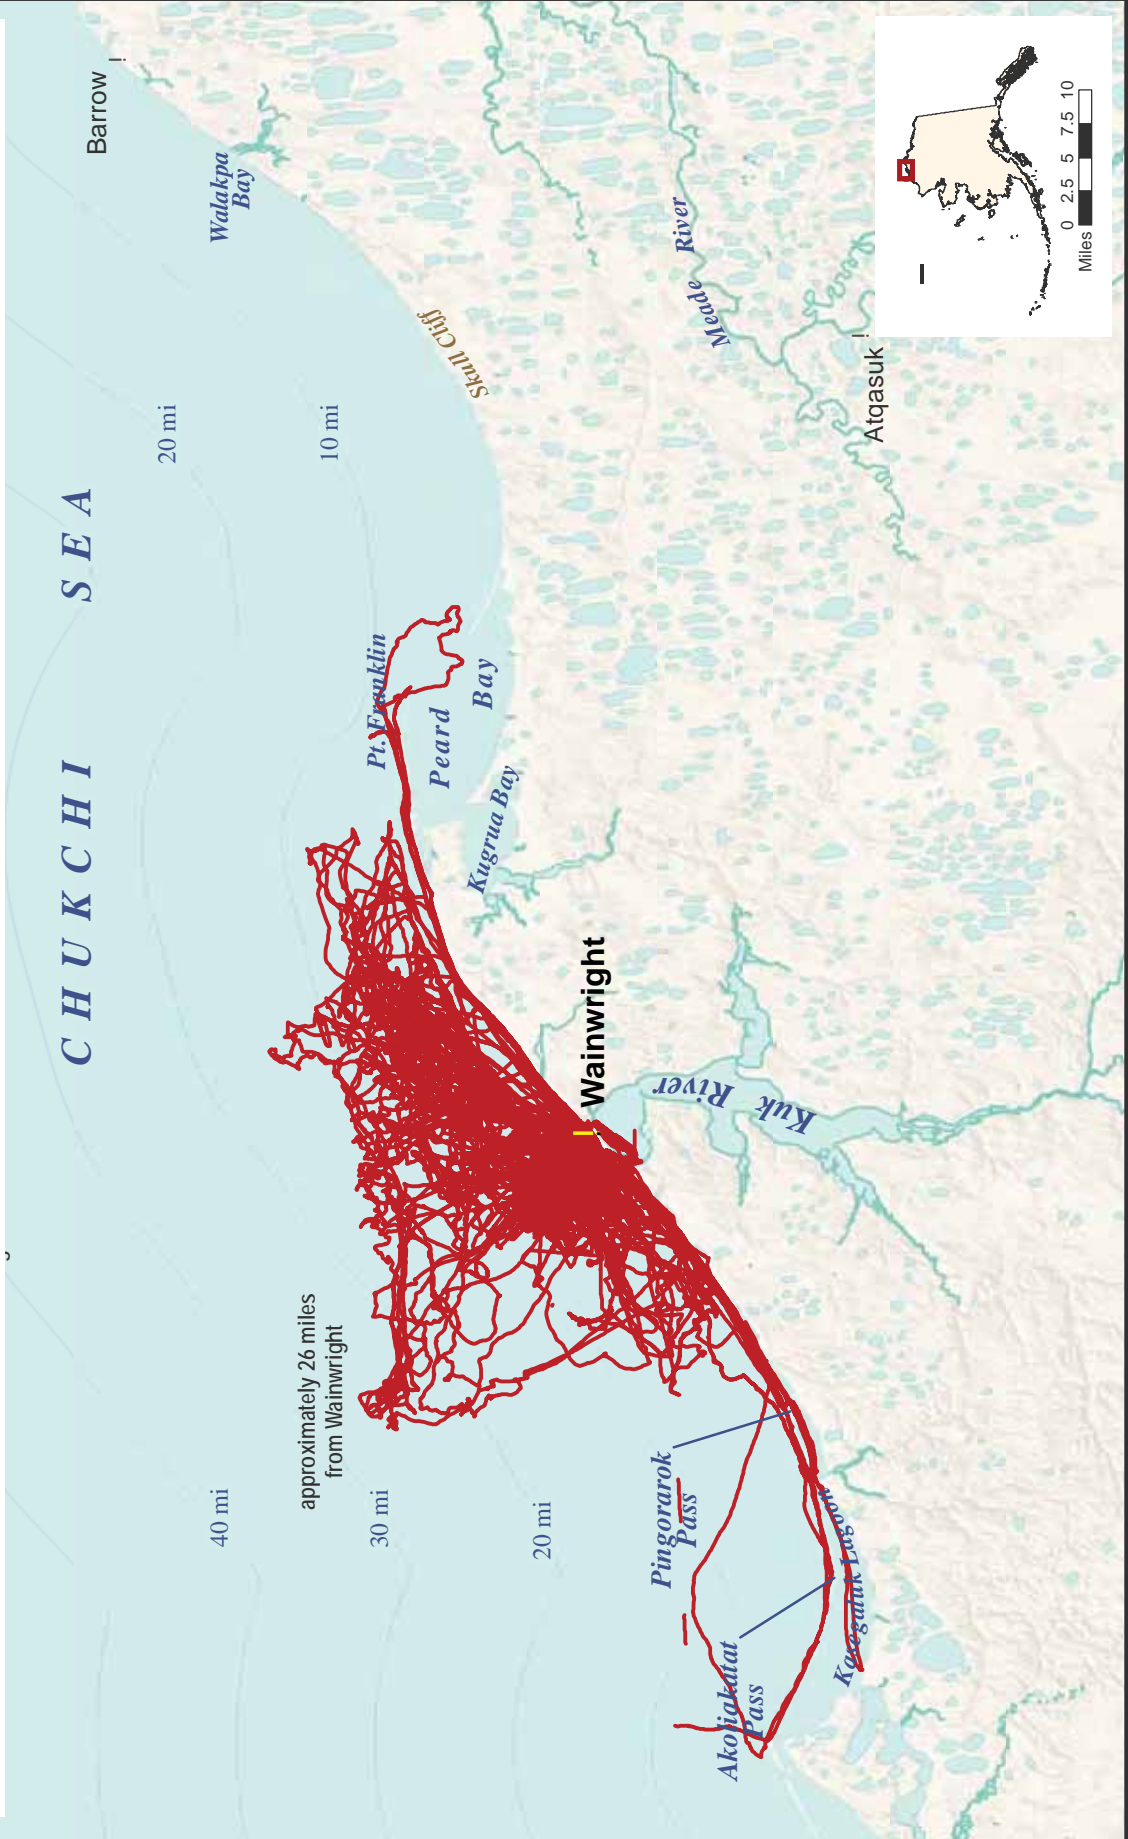 Barrow
Walakpa
Bay
Skull Cliff
Meade River
Atqasuk
20 mi
10 mi
CHUKCHI SEA
Pt. Franklin
Peard
Bay
Kugrua Bay
Wainwright
Kuk River
approximately 26 miles
from Wainwright
40 mi
30 mi
20 mi
Pingorarok
Pass
Akoliakatat
Pass
Kasegaluk Lagoon
0 2.5 5 7.5 10
Miles